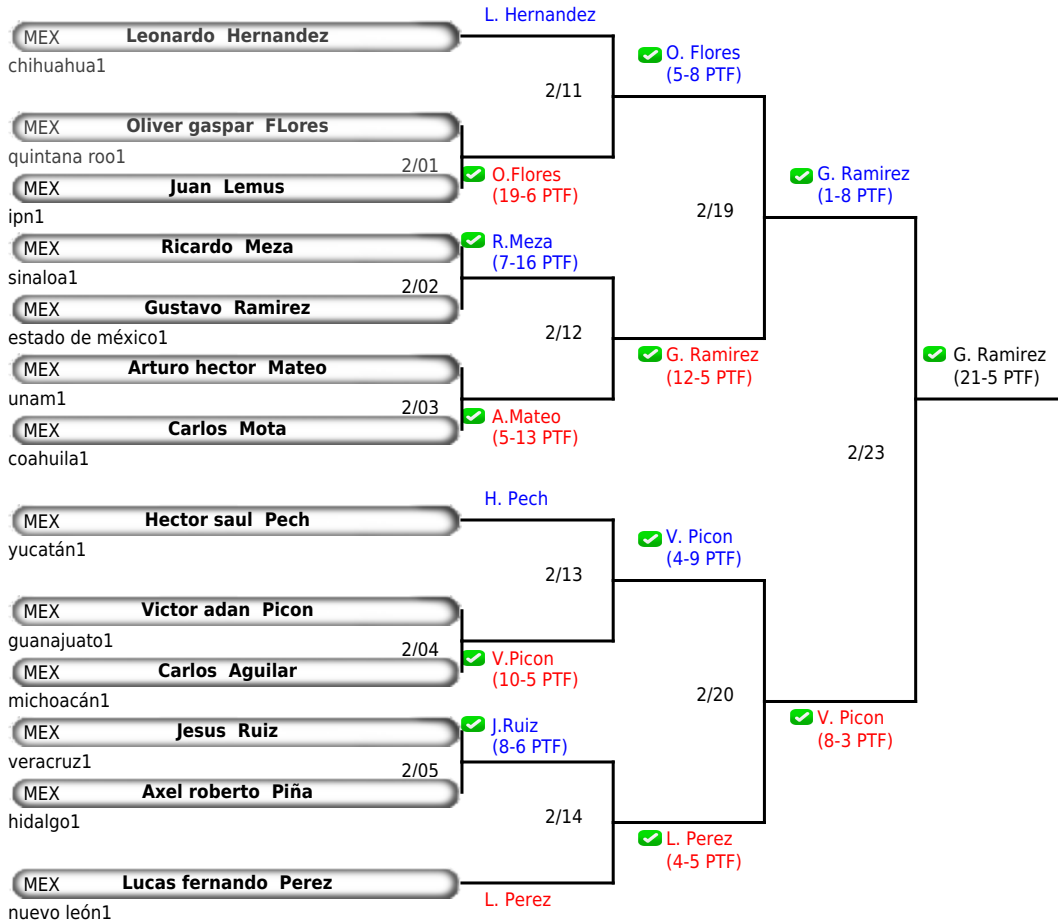 L. Hernandez
MEX Leonardo Hernandez
chihuahua1
O. Flores
(5-8 PTF)
2/11
MEX Oliver gaspar FLores
quintana roo1
2/01
O.Flores
(19-6 PTF)
MEX Juan Lemus
ipn1
G. Ramirez
(1-8 PTF)
2/19
MEX Ricardo Meza
sinaloa1
R.Meza
(7-16 PTF)
2/02
MEX Gustavo Ramirez
estado de méxico1
2/12
G. Ramirez
(12-5 PTF)
G. Ramirez
(21-5 PTF)
MEX Arturo hector Mateo
unam1
2/03
A.Mateo
(5-13 PTF)
MEX Carlos Mota
coahuila1
2/23
H. Pech
MEX Hector saul Pech
yucatán1
V. Picon
(4-9 PTF)
2/13
MEX Victor adan Picon
guanajuato1
2/04
V.Picon
(10-5 PTF)
MEX Carlos Aguilar
michoacán1
2/20
V. Picon
(8-3 PTF)
MEX Jesus Ruiz
veracruz1
J.Ruiz
(8-6 PTF)
2/05
MEX Axel roberto Piña
hidalgo1
2/14
L. Perez
(4-5 PTF)
MEX Lucas fernando Perez
nuevo león1
L. Perez